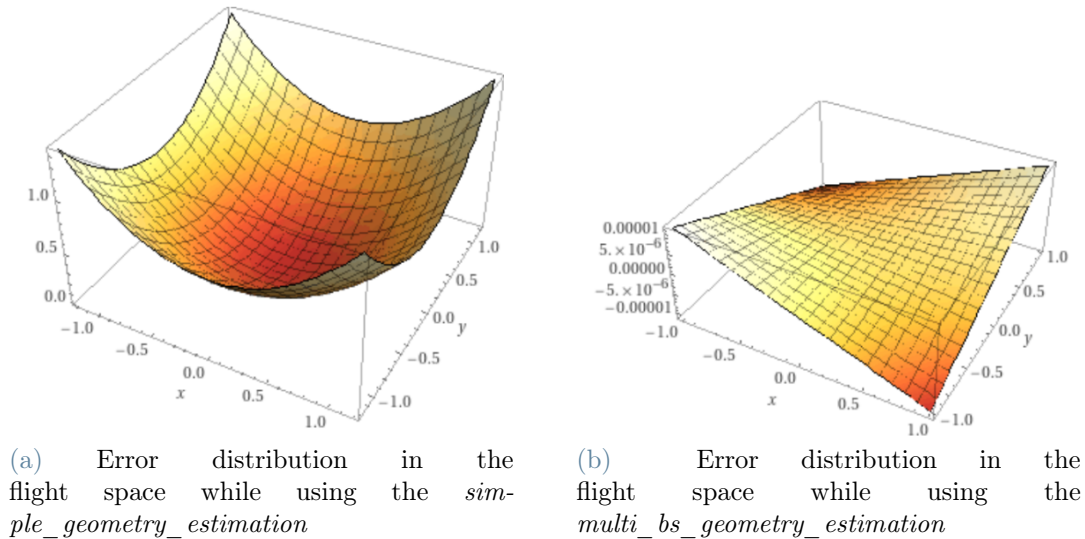 1.0
0.5
0.0
−1.0
−0.5
0.0
x
0.5
1.0
1.0
0.5
0.0
y
−0.5
−1.0
0.00001
5.×10−6
0.00000
−5.×10−6
−0.00001
−1.0
−0.5
0.0
x
0.5
1.0
1.0
0.5
0.0
y
−0.5
−1.0
(a) Error distribution in the
flight space while using the sim-
ple_geometry_estimation
(b) Error distribution in the
flight space while using the
multi_bs_geometry_estimation